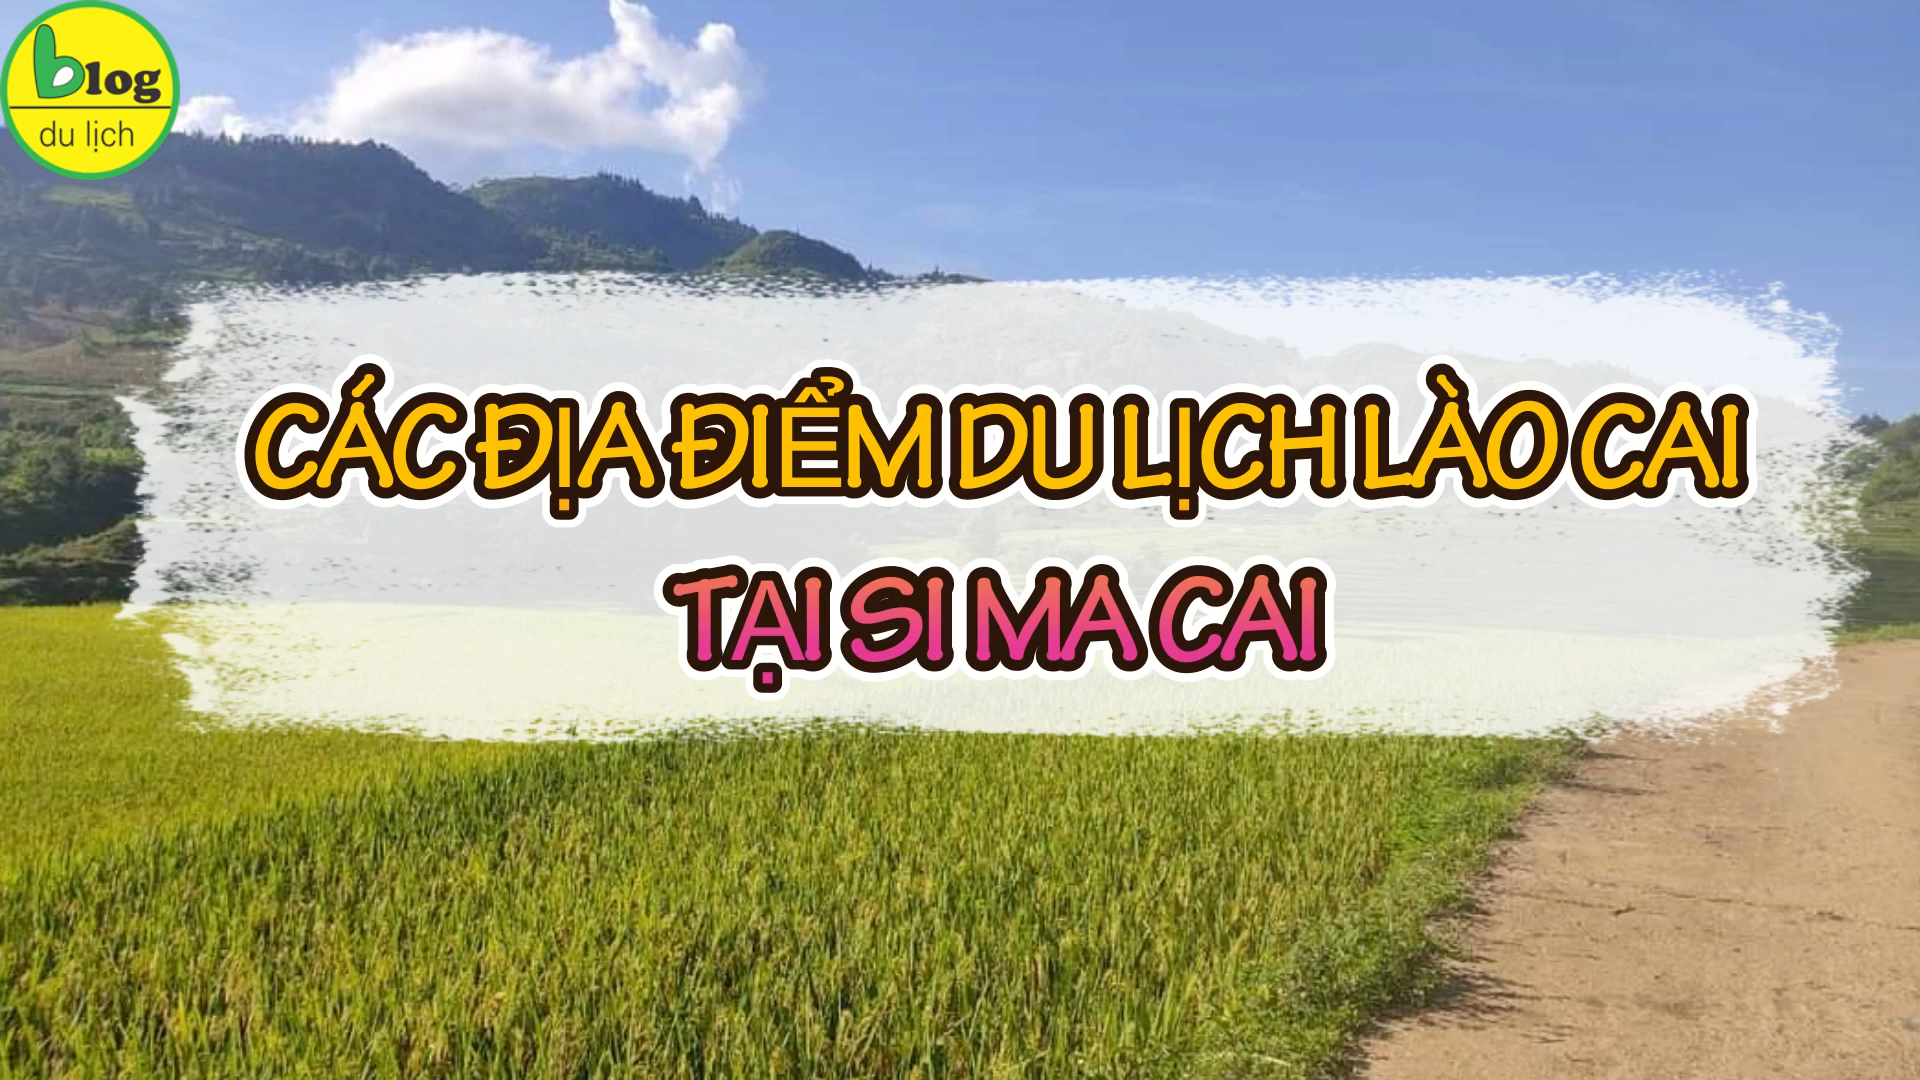 blog
du lịch
CÁC ĐỊA ĐIỂM DU LỊCH LÀO CAI
TẠI SI MA CAI